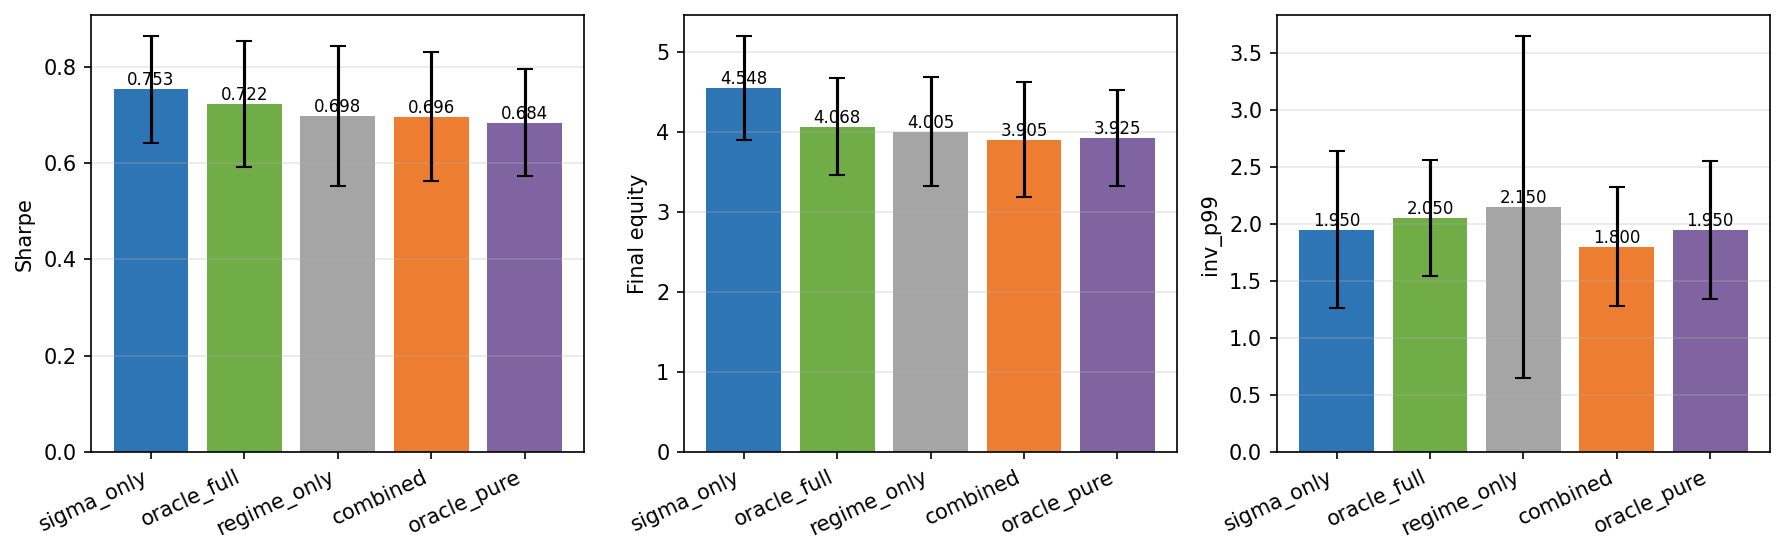 Sharpe
0.8
0.6
0.4
0.2
0.0
0.753
0.722
0.698
0.696
0.684
sigma_only
oracle_full
regime_only
combined
oracle_pure
Final equity
5
4
3
2
1
0
4.548
4.068
4.005
3.905
3.925
sigma_only
oracle_full
regime_only
combined
oracle_pure
inv_p99
3.5
3.0
2.5
2.0
1.5
1.0
0.5
0.0
1.950
2.050
2.150
1.800
1.950
sigma_only
oracle_full
regime_only
combined
oracle_pure